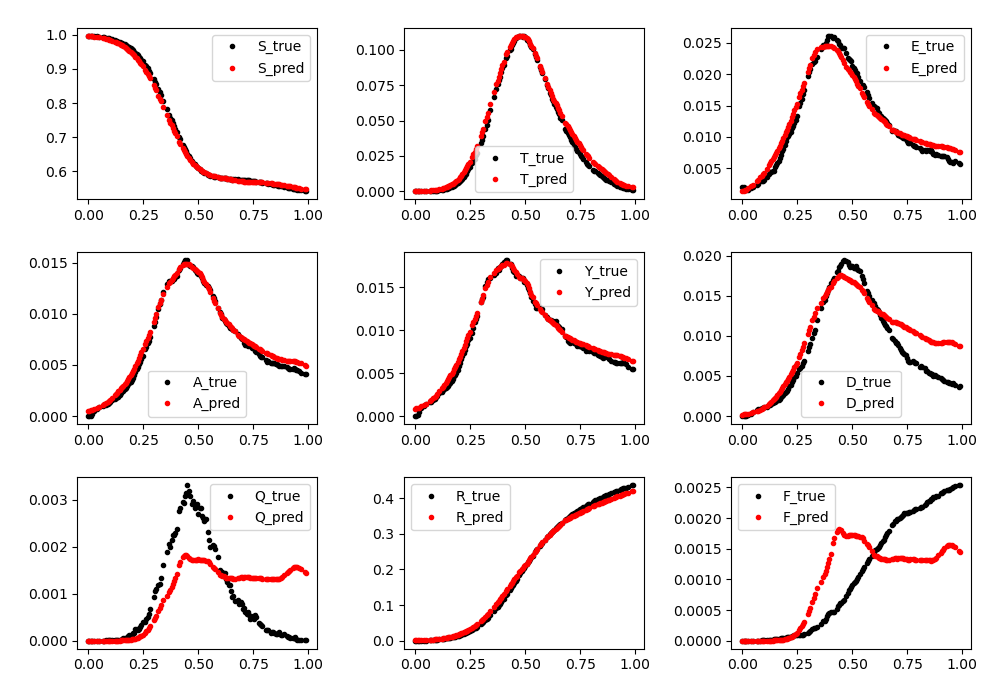 1.0
0.9
0.8
0.7
0.6
0.00 0.25 0.50 0.75 1.00
S_true
S_pred
0.100
0.075
0.050
0.025
0.000
0.00 0.25 0.50 0.75 1.00
T_true
T_pred
0.025
0.020
0.015
0.010
0.005
0.00 0.25 0.50 0.75 1.00
E_true
E_pred
0.015
0.010
0.005
0.000
0.00 0.25 0.50 0.75 1.00
A_true
A_pred
0.015
0.010
0.005
0.000
0.00 0.25 0.50 0.75 1.00
Y_true
Y_pred
0.020
0.015
0.010
0.005
0.000
0.00 0.25 0.50 0.75 1.00
D_true
D_pred
0.003
0.002
0.001
0.000
0.00 0.25 0.50 0.75 1.00
Q_true
Q_pred
0.4
0.3
0.2
0.1
0.0
0.00 0.25 0.50 0.75 1.00
R_true
R_pred
0.0025
0.0020
0.0015
0.0010
0.0005
0.0000
0.00 0.25 0.50 0.75 1.00
F_true
F_pred